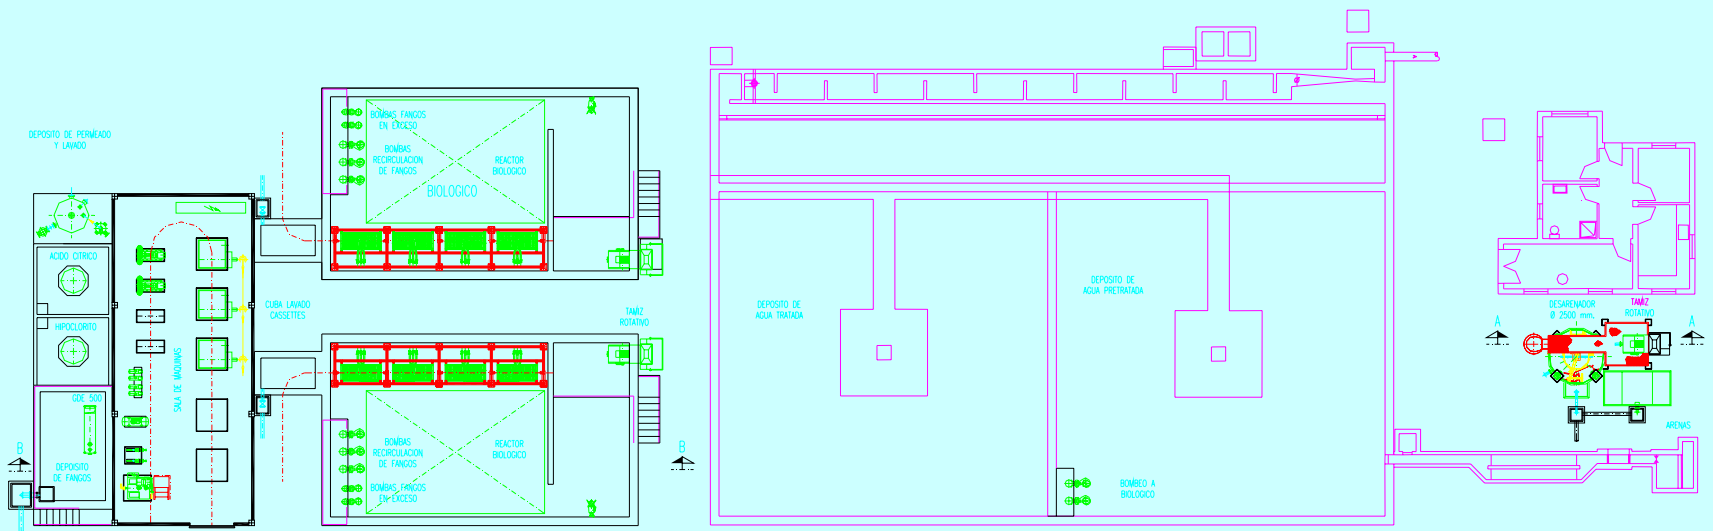 DEPOSITO DE PERMEADO
Y LAVADO
ACIDO CITRICO
HIPOCLORITO
GDE 500
DEPOSITO
DE FANGOS
B
SALA DE MAQUINAS
CUBA LAVADO
CASSETTES
BOMBAS FANGOS
EN EXCESO
BOMBAS
RECIRCULACION
DE FANGOS
REACTOR
BIOLOGICO
BIOLOGICO
TAMIZ
ROTATIVO
BOMBAS
RECIRCULACION
DE FANGOS
REACTOR
BIOLOGICO
BOMBAS FANGOS
EN EXCESO
B
DEPOSITO DE
AGUA TRATADA
DEPOSITO DE
AGUA PRETRATADA
BOMBEO A
BIOLOGICO
DESARENADOR
Ø 2500 mm.
TAMIZ
ROTATIVO
A
A
ARENAS